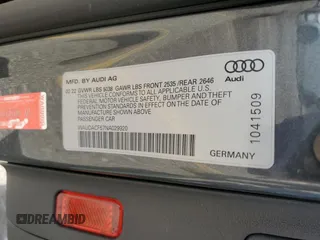 MFD BY AUDI AG
02/22 GVWR LBS 5038 GAWR LBS FRONT 2535 /REAR 2646
THIS VEHICLE CONFORMS TO ALL APPLICABLE
FEDERAL MOTOR VEHICLE SAFETY, BUMPER AND THEFT
PREVENTION STANDARDS IN EFFECT ON THE DATE OF
MANUFACTURE SHOWN ABOVE.
PASSENGER CAR
Audi
1041509
GERMANY
DREAMBID